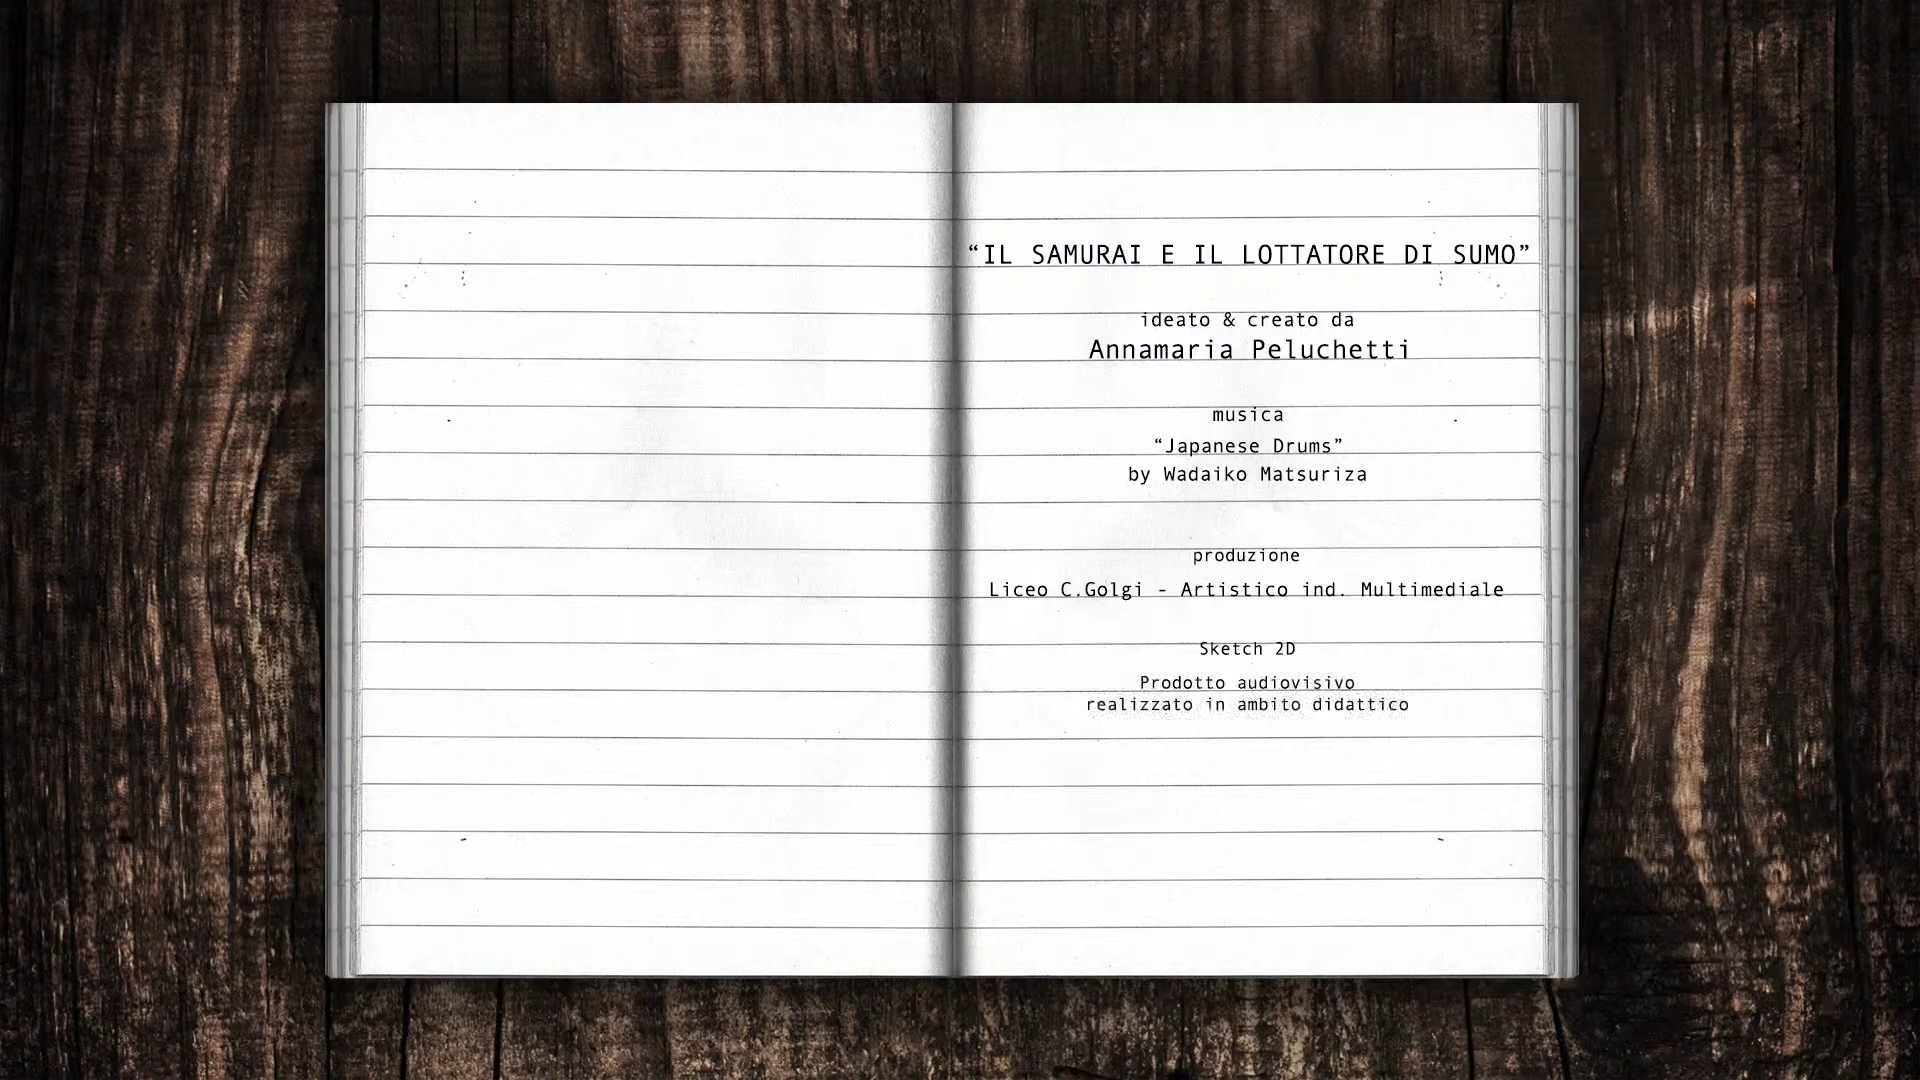 “IL SAMURAI E IL LOTTATORE DI SUMO”
ideato & creato da
Annamaria Peluchetti
musica
“Japanese Drums”
by Wadaiko Matsuriza
produzione
Liceo C.Golgi - Artistico ind. Multimediale
Sketch 2D
Prodotto audiovisivo
realizzato in ambito didattico